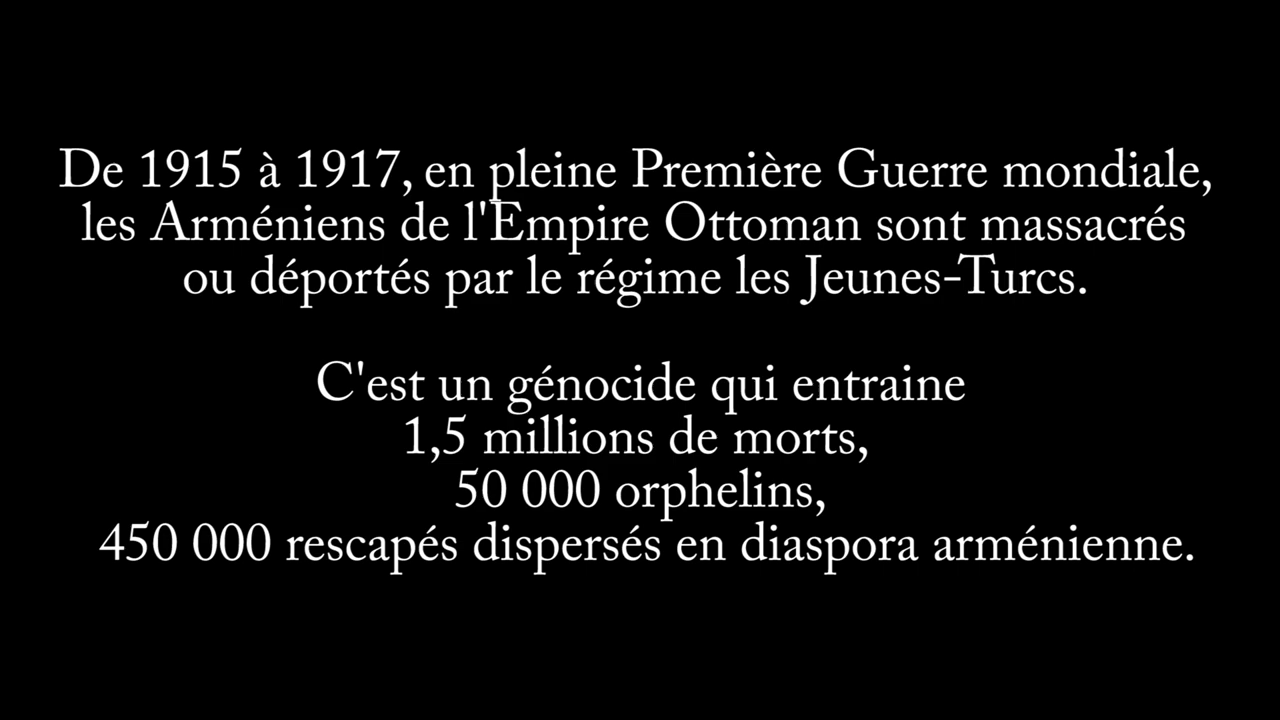 De 1915 à 1917, en pleine Première Guerre mondiale,
les Arméniens de l'Empire Ottoman sont massacrés
ou déportés par le régime les Jeunes-Turcs.
C'est un génocide qui entraine
1,5 millions de morts,
50 000 orphelins,
450 000 rescapés dispersés en diaspora arménienne.